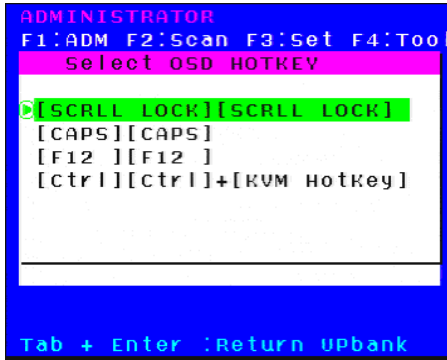 ADMINISTRATOR
F1:ADM F2:Scan F3:Set F4:Too
Select OSD HOTKEY
[SCRLL LOCK][SCRLL LOCK]
[CAPS][CAPS]
[F12 ][F12 ]
[Ctrl][Ctrl]+[KVM HotKey]
Tab + Enter :Return UPbank